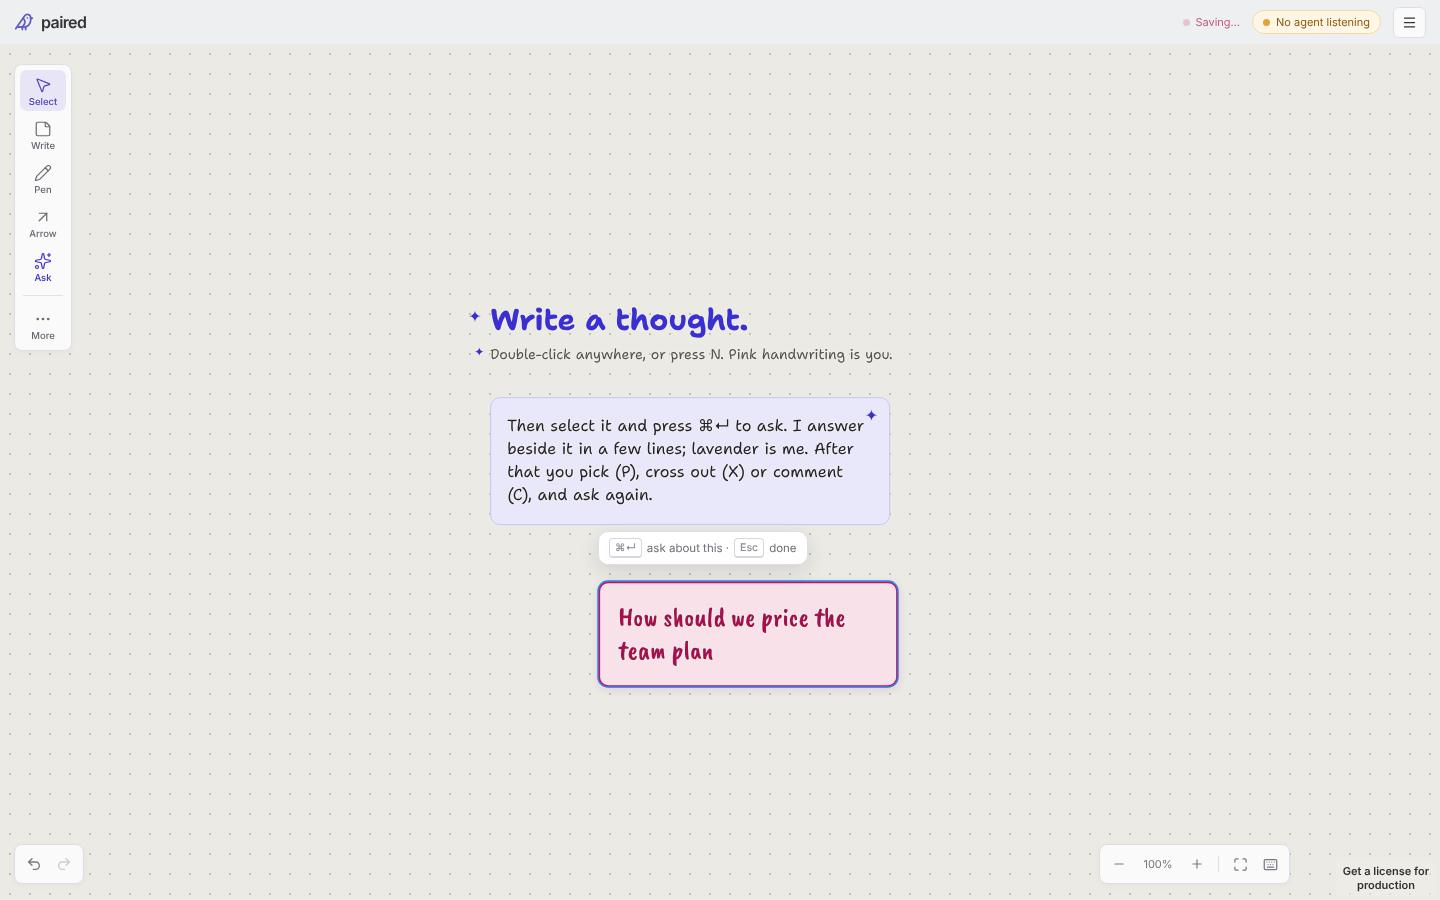 paired
Saving...
No agent listening
Select
Write
Pen
Arrow
Ask
More
Write a thought.
Double-click anywhere, or press N. Pink handwriting is you.
Then select it and press ⌘↵ to ask. I answer
beside it in a few lines; lavender is me. After
that you pick (P), cross out (X) or comment
(C), and ask again.
⌘↵ ask about this · Esc done
How should we price the
team plan
100%
Get a license for
production